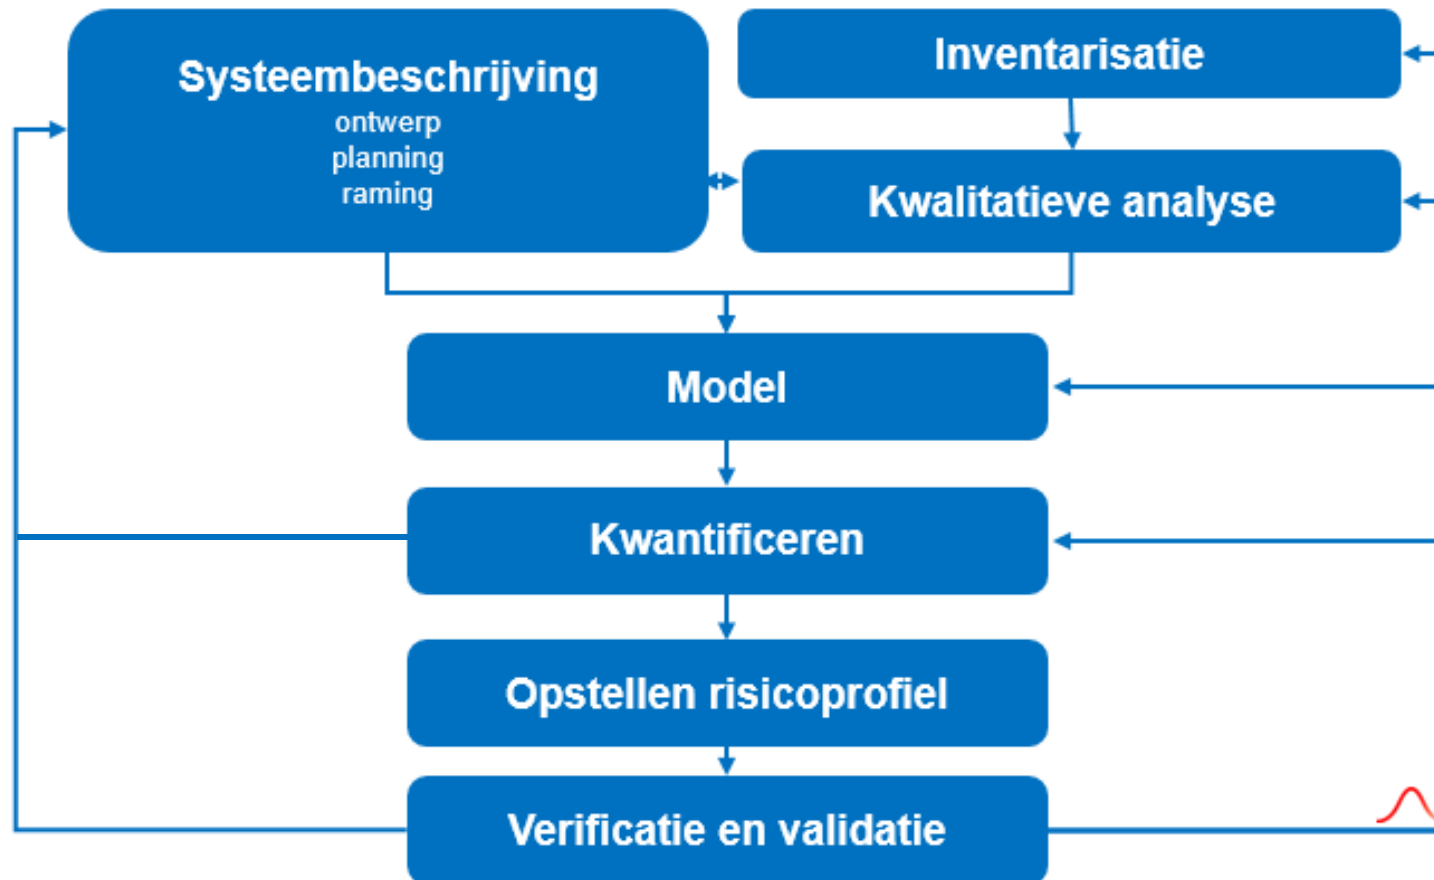 Systeembeschrijving
ontwerp
planning
raming
Inventarisatie
Kwalitatieve analyse
Model
Kwantificeren
Opstellen risicoprofiel
Verificatie en validatie